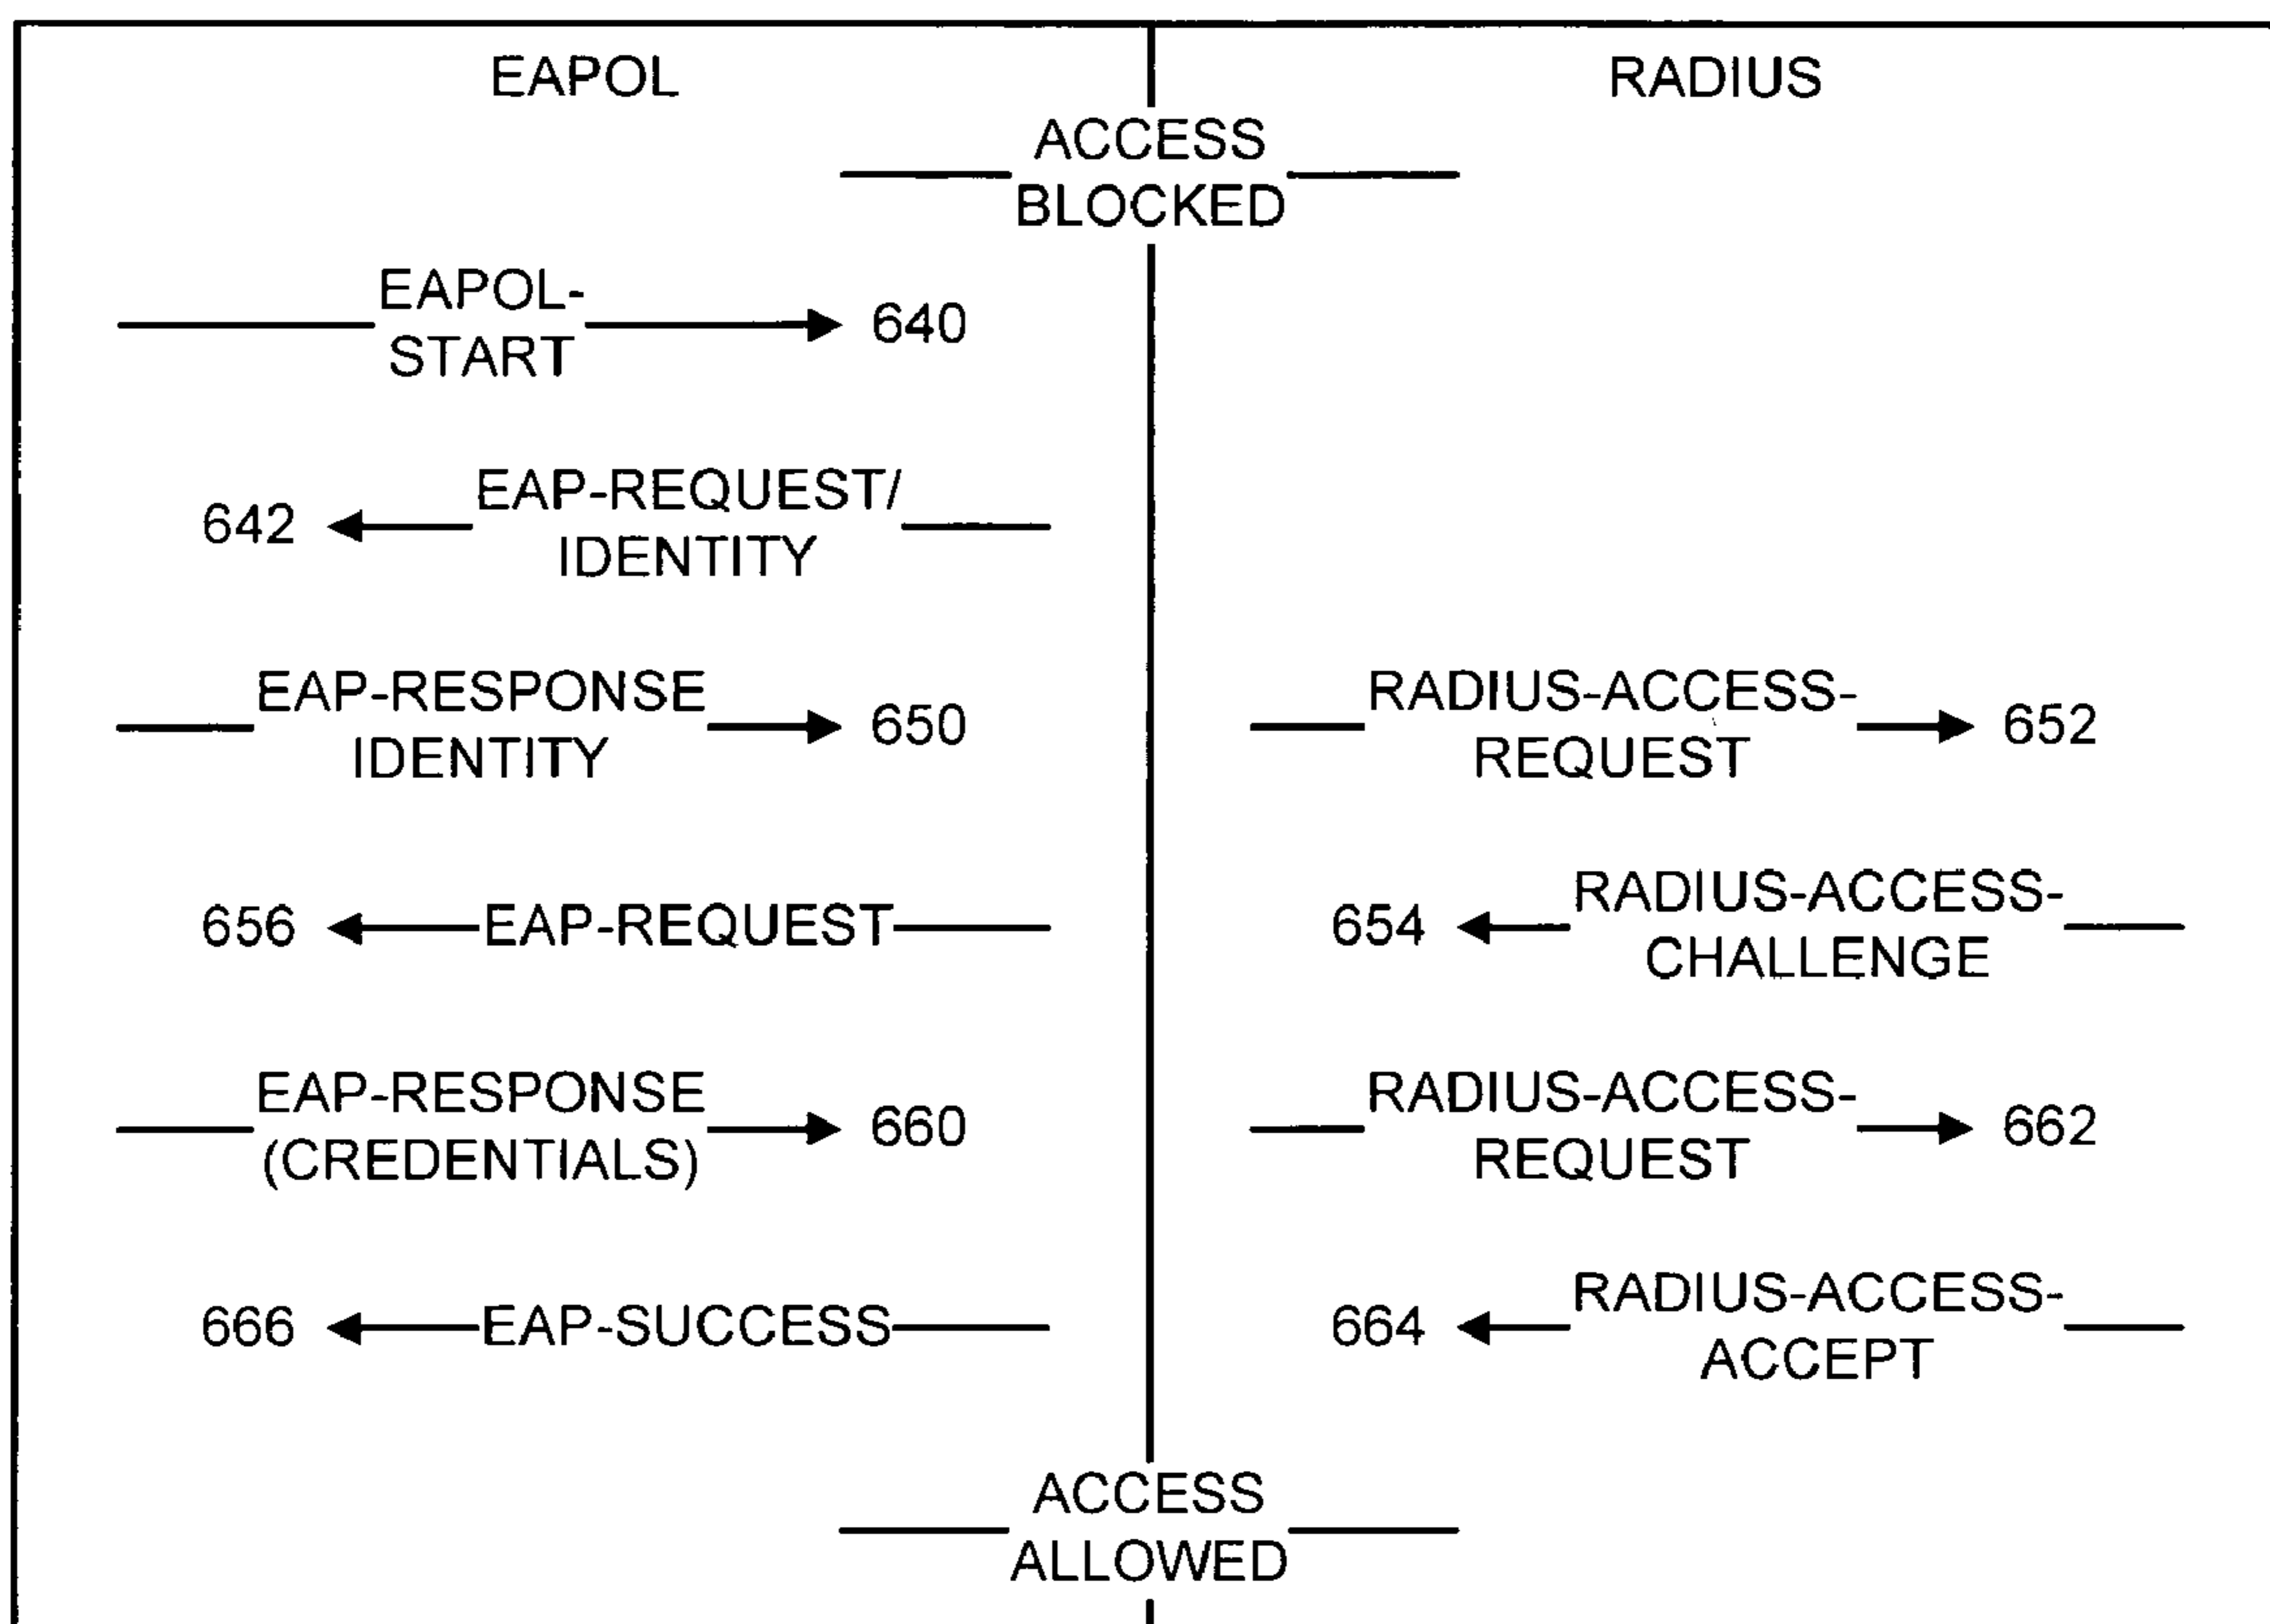 EAPOL
RADIUS
ACCESS
BLOCKED
EAPOL-
START
640
642
EAP-REQUEST/
IDENTITY
EAP-RESPONSE
IDENTITY
650
RADIUS-ACCESS-
REQUEST
652
656
EAP-REQUEST
654
RADIUS-ACCESS-
CHALLENGE
EAP-RESPONSE
(CREDENTIALS)
660
RADIUS-ACCESS-
REQUEST
662
666
EAP-SUCCESS
664
RADIUS-ACCESS-
ACCEPT
ACCESS
ALLOWED